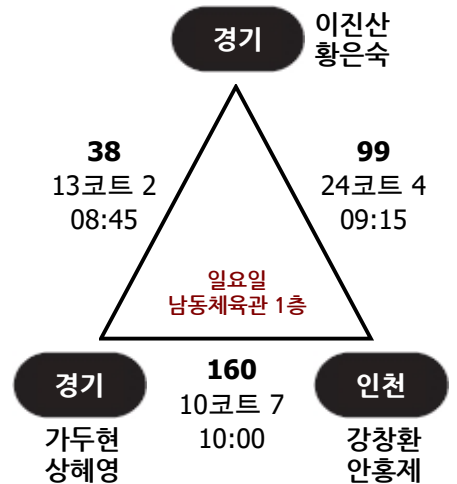 경기
이진산
황은숙
38
13코트 2
08:45
99
24코트 4
09:15
일요일
남동체육관 1층
경기
가두현
상혜영
160
10코트 7
10:00
인천
강창환
안홍제